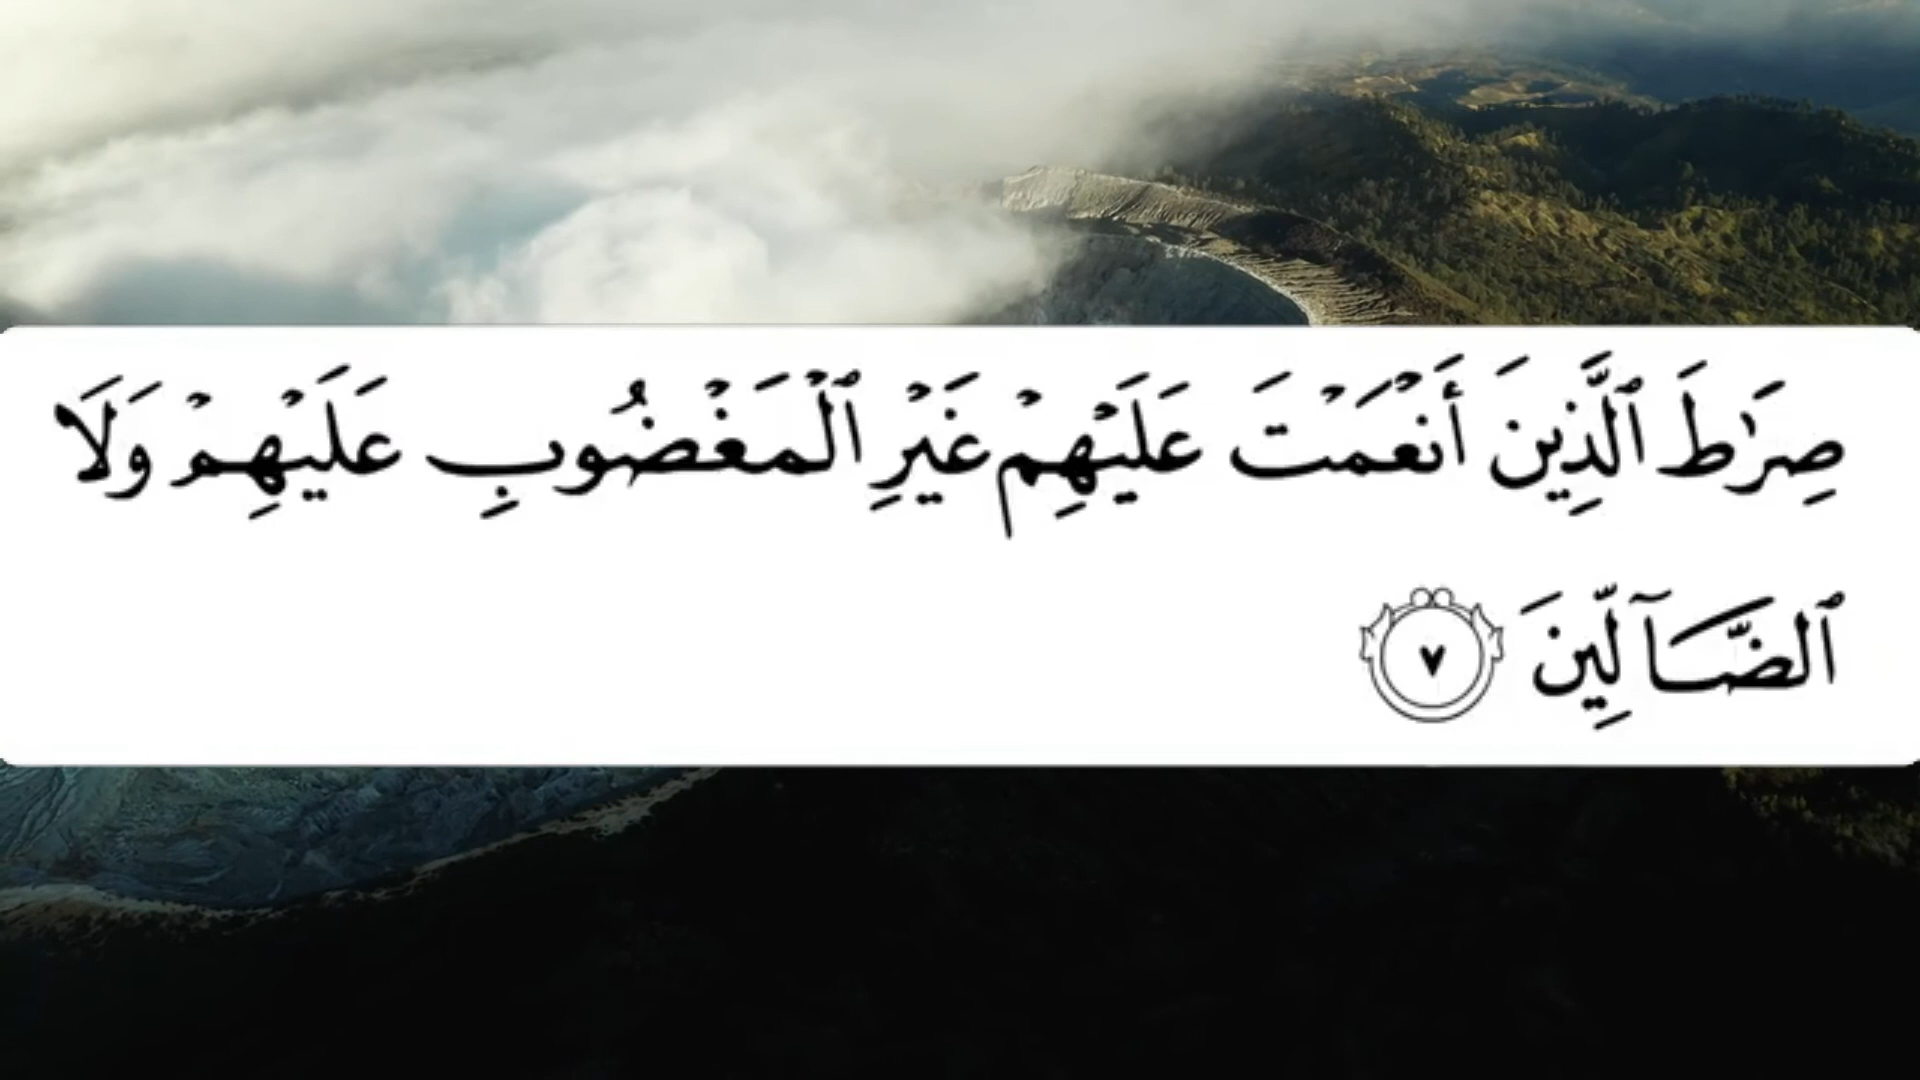 صِرَٰطَ ٱلَّذِينَ أَنْعَمْتَ عَلَيْهِمْ غَيْرِ ٱلْمَغْضُوبِ عَلَيْهِمْ وَلَا
ٱلضَّآلِّينَ ٧